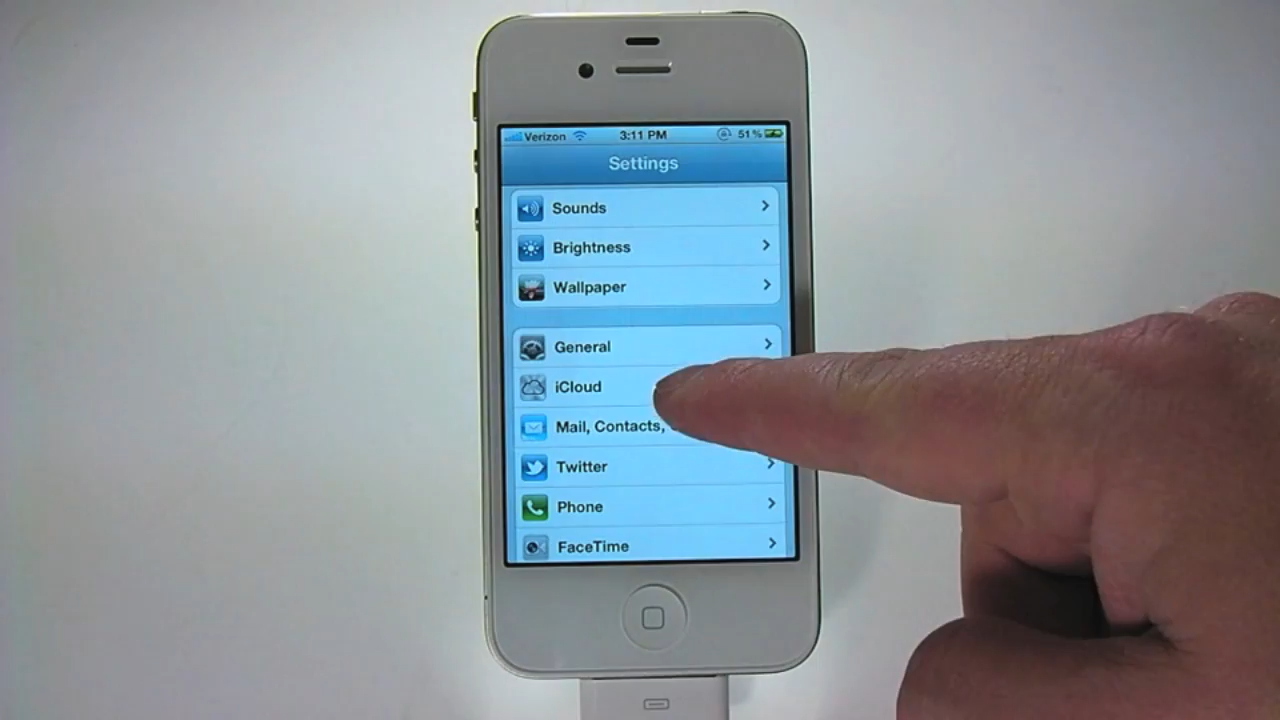 Verizon 3:11 PM 51%
Settings
Sounds
Brightness
Wallpaper
General
iCloud
Mail, Contacts,
Twitter
Phone
FaceTime